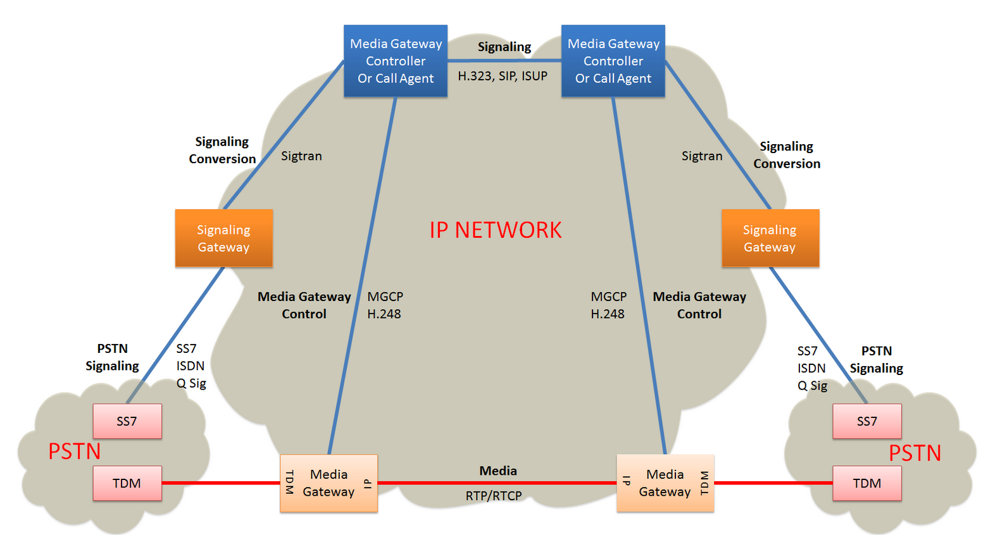 Media Gateway
Controller
Or Call Agent
Signaling
H.323, SIP, ISUP
Media Gateway
Controller
Or Call Agent
Signaling
Conversion
Sigtran
Sigtran
Signaling
Conversion
Signaling
Gateway
IP NETWORK
Signaling
Gateway
Media Gateway
Control
MGCP
H.248
MGCP
H.248
Media Gateway
Control
PSTN
Signaling
SS7
ISDN
Q Sig
SS7
ISDN
Q Sig
PSTN
Signaling
SS7
PSTN
TDM
SS7
PSTN
TDM
TDM
Media
Gateway
IP
Media
RTP/RTCP
IP
Media
Gateway
TDM